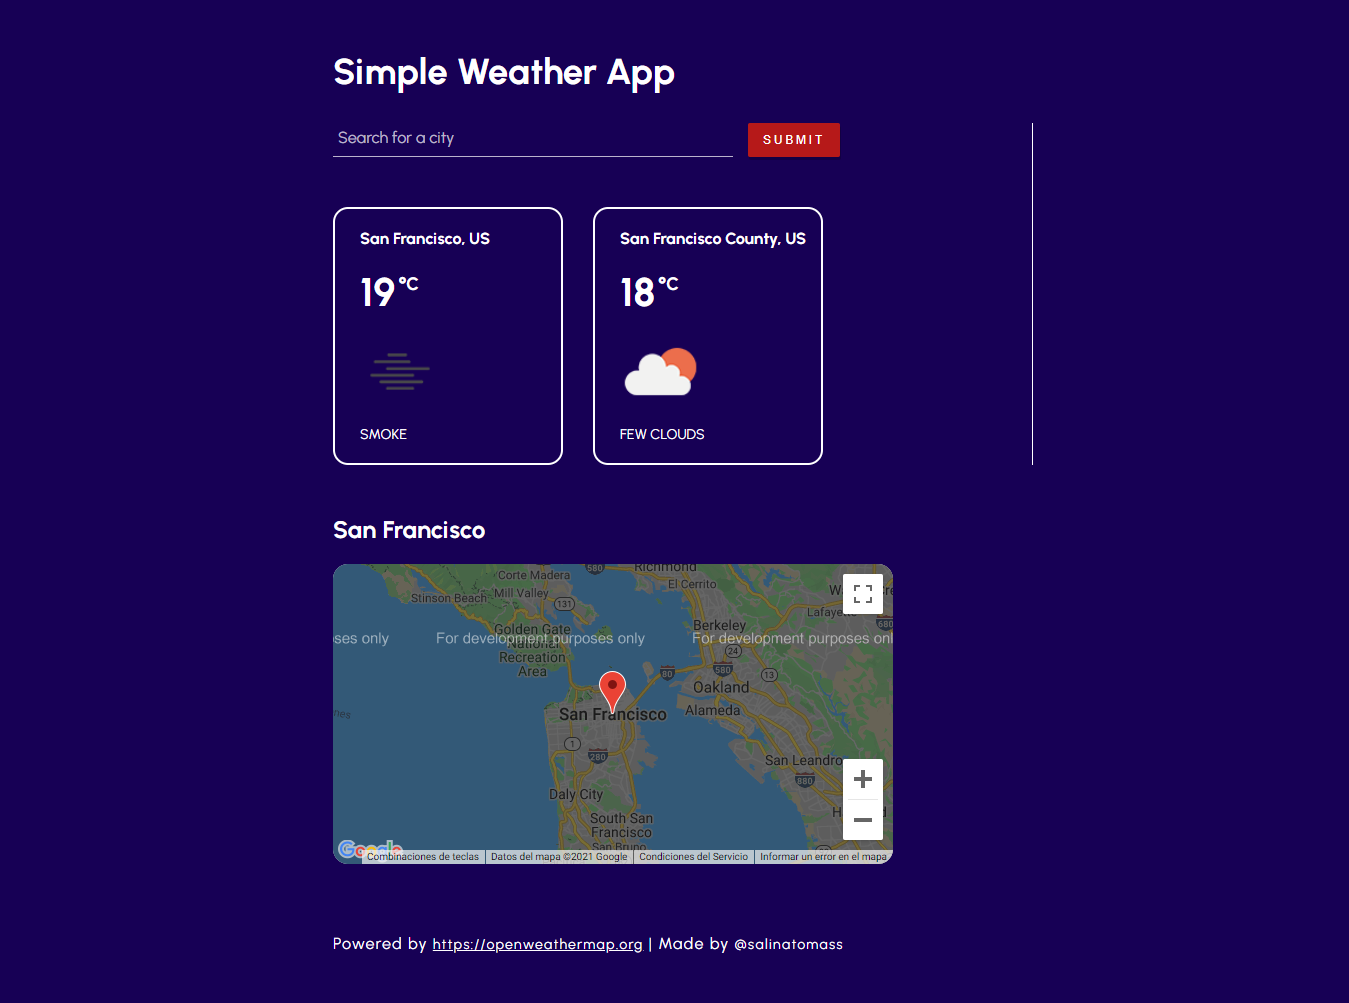 Simple Weather App
Search for a city
SUBMIT
San Francisco, US
19 °C
SMOKE
San Francisco County, US
18 °C
FEW CLOUDS
San Francisco
Richmond
Corte Madera
580
El Cerrito
Mill Valley
Stinson Beach
131
Lafayette
680
Berkeley
Golden Gate
National
Recreation
Area
oses only
For development purposes only
For development purposes onl
24
80
580
13
Oakland
San Francisco
Alameda
1
280
San Leandro
880
Daly City
South San
Francisco
San Bruno
Google
Combinaciones de teclas
Datos del mapa ©2021 Google
Condiciones del Servicio
Informar un error en el mapa
Powered by https://openweathermap.org | Made by @salinatomass